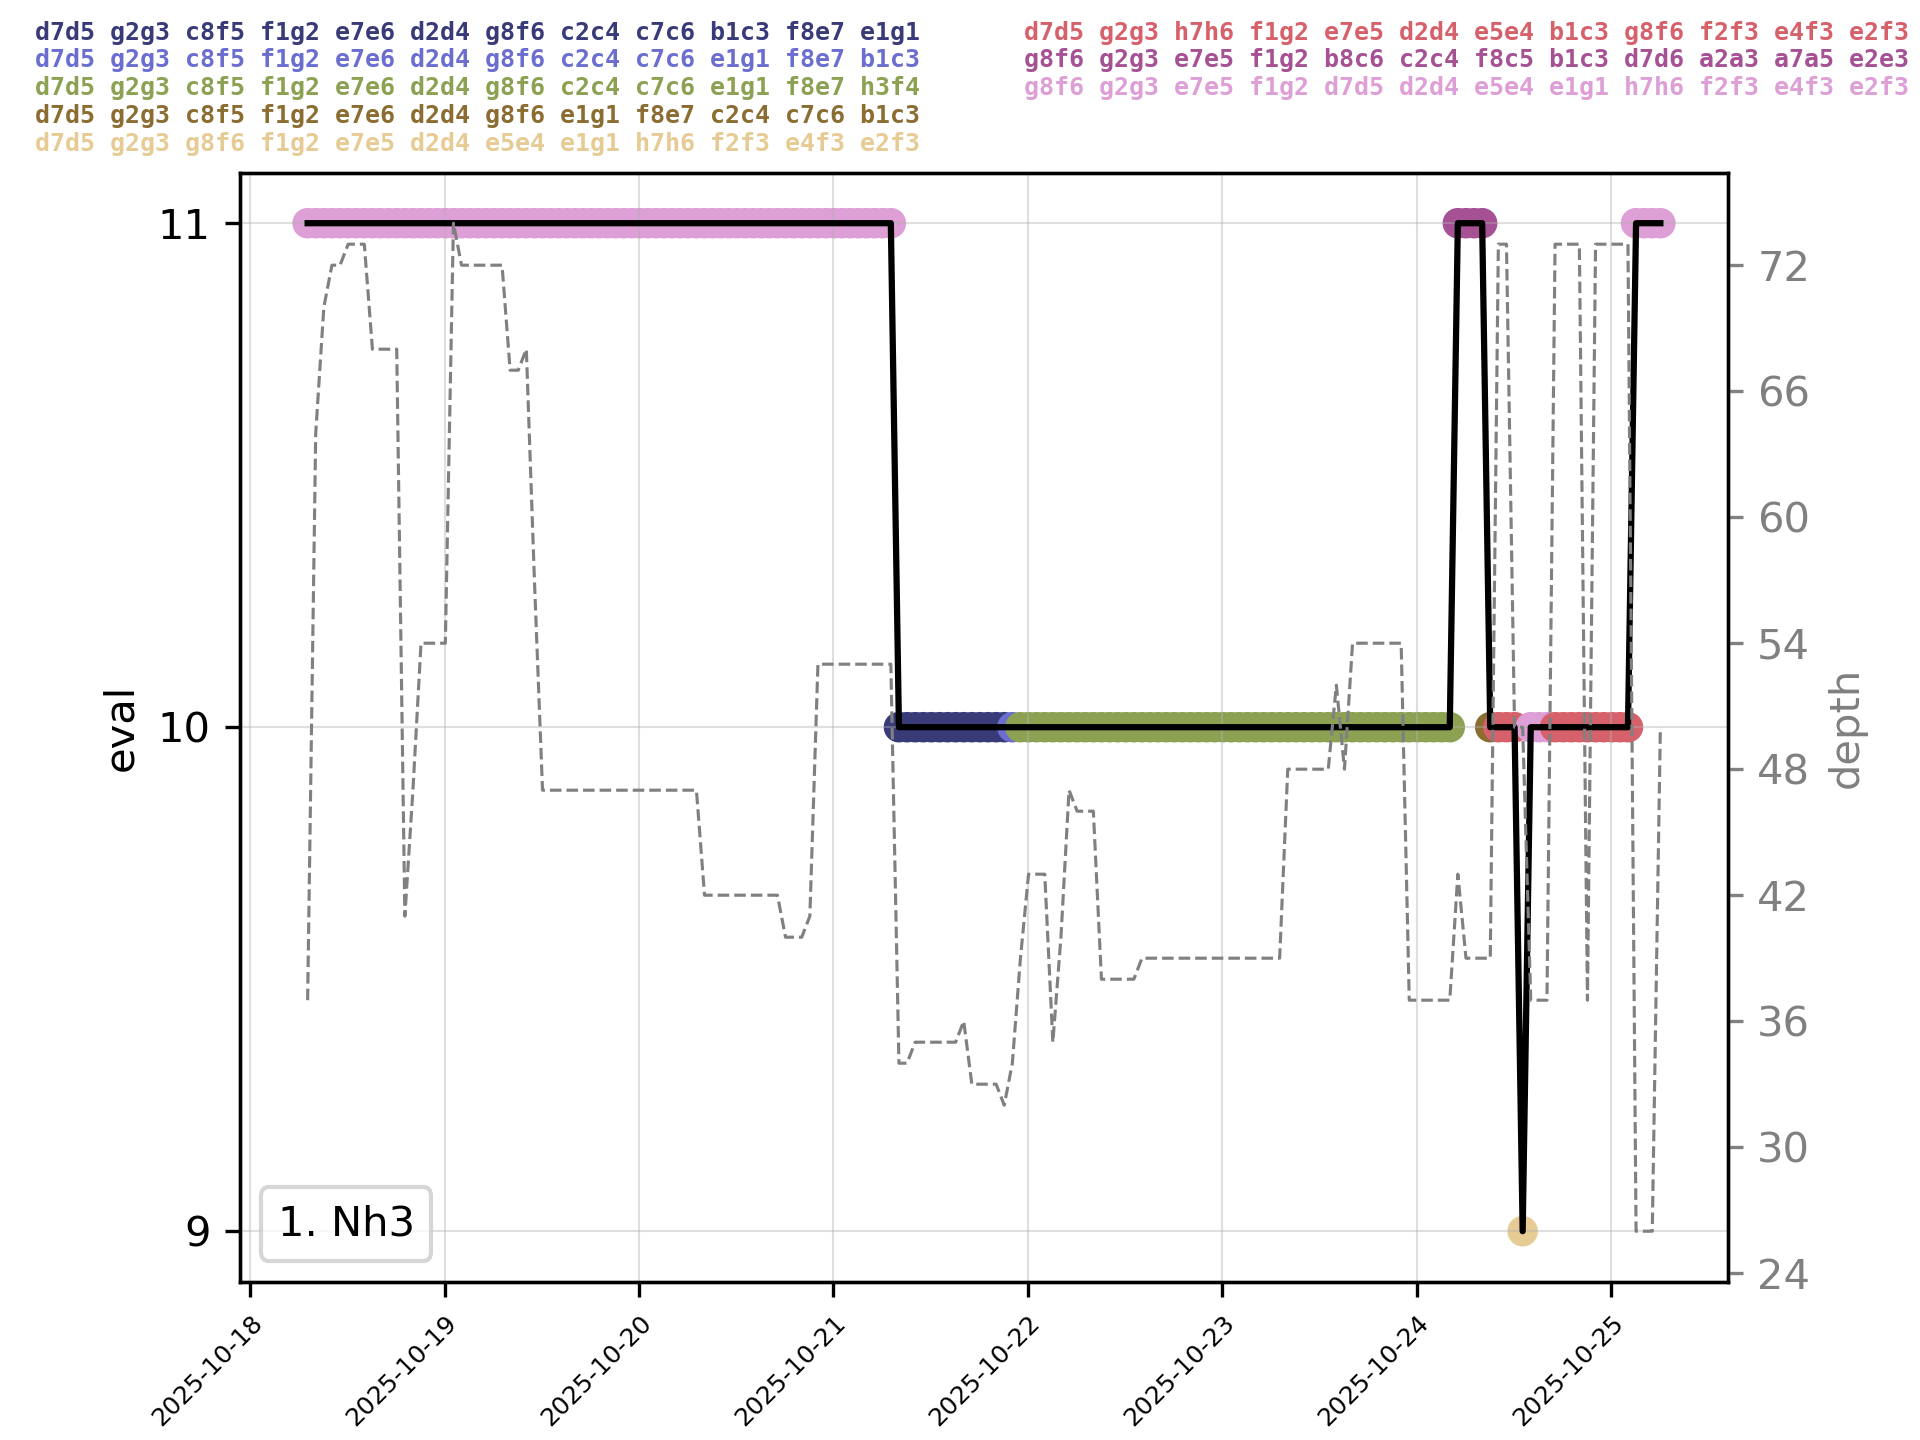 d7d5 g2g3 c8f5 f1g2 e7e6 d2d4 g8f6 c2c4 c7c6 b1c3 f8e7 e1g1
d7d5 g2g3 c8f5 f1g2 e7e6 d2d4 g8f6 c2c4 c7c6 e1g1 f8e7 b1c3
d7d5 g2g3 c8f5 f1g2 e7e6 d2d4 g8f6 c2c4 c7c6 e1g1 f8e7 h3f4
d7d5 g2g3 c8f5 f1g2 e7e6 d2d4 g8f6 e1g1 f8e7 c2c4 c7c6 b1c3
d7d5 g2g3 g8f6 f1g2 e7e5 d2d4 e5e4 e1g1 h7h6 f2f3 e4f3 e2f3
d7d5 g2g3 h7h6 f1g2 e7e5 d2d4 e5e4 b1c3 g8f6 f2f3 e4f3 e2f3
g8f6 g2g3 e7e5 f1g2 b8c6 c2c4 f8c5 b1c3 d7d6 a2a3 a7a5 e2e3
g8f6 g2g3 e7e5 f1g2 d7d5 d2d4 e5e4 e1g1 h7h6 f2f3 e4f3 e2f3
11
10
9
eval
72
66
60
54
48
42
36
30
24
depth
1. Nh3
2025-10-18
2025-10-19
2025-10-20
2025-10-21
2025-10-22
2025-10-23
2025-10-24
2025-10-25